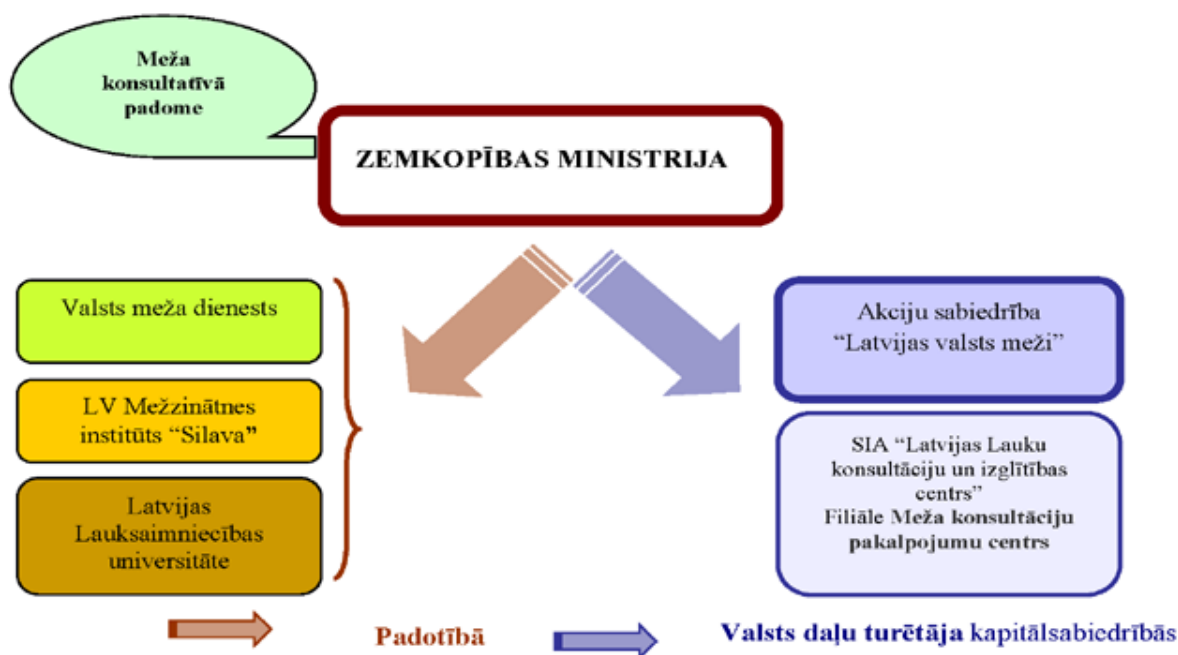 Meža
konsultatīvā
padome
ZEMKOPĪBAS MINISTRIJA
Valsts meža dienests
LV Mežzinātnes
institūts “Silava”
Latvijas
Lauksaimniecības
universitāte
Akciju sabiedrība
“Latvijas valsts meži”
SIA “Latvijas Lauku
konsultāciju un izglītības
centrs”
Filiāle Meža konsultāciju
pakalpojumu centrs
Padotībā
Valsts daļu turētāja kapitālsabiedrībās